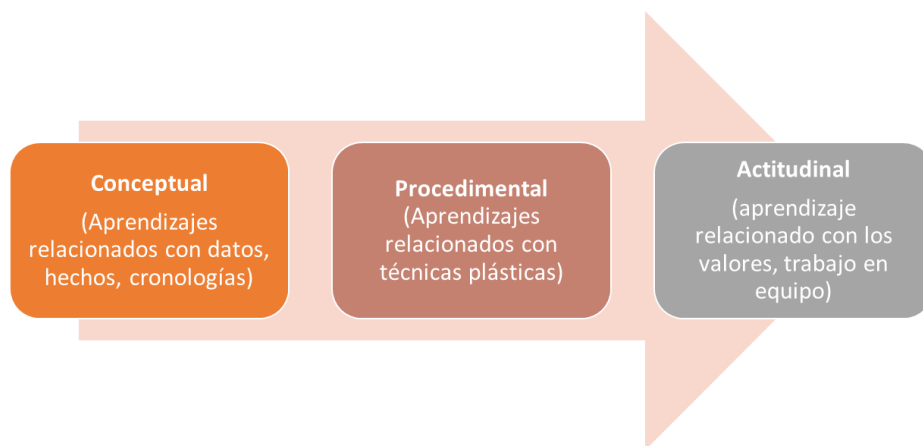 Conceptual
(Aprendizajes
relacionados con datos,
hechos, cronologías)
Procedimental
(Aprendizajes
relacionados con
técnicas plásticas)
Actitudinal
(aprendizaje
relacionado con los
valores, trabajo en
equipo)